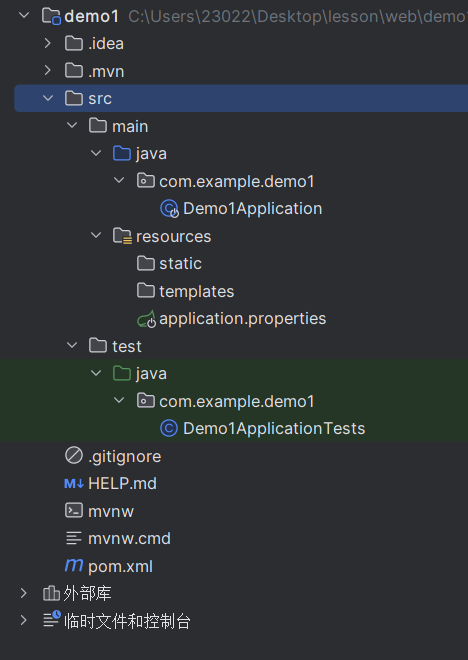 demo1 C:\Users\23022\Desktop\lesson\web\demo
.idea
.mvn
src
main
java
com.example.demo1
Demo1Application
resources
static
templates
application.properties
test
java
com.example.demo1
Demo1ApplicationTests
.gitignore
HELP.md
mvnw
mvnw.cmd
pom.xml
外部库
临时文件和控制台